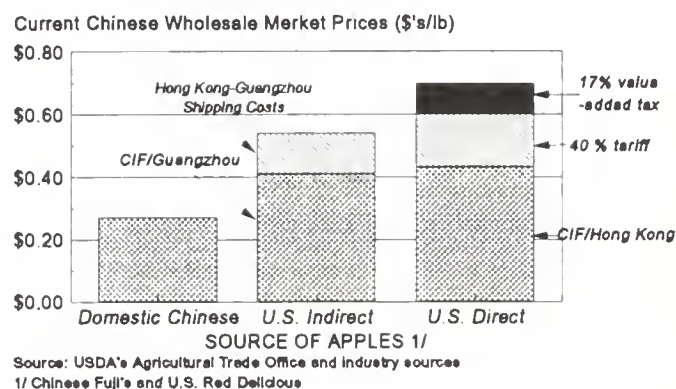 Current Chinese Wholesale Market Prices ($'s/lb)
$0.80
$0.60
$0.40
$0.20
$0.00
Hong Kong-Guangzhou
Shipping Costs
CIF/Guangzhou
17% value
-added tax
40 % tariff
CIF/Hong Kong
Domestic Chinese
U.S. Indirect
U.S. Direct
SOURCE OF APPLES 1/
Source: USDA's Agricultural Trade Office and industry sources
1/ Chinese Fuji's and U.S. Red Delicious